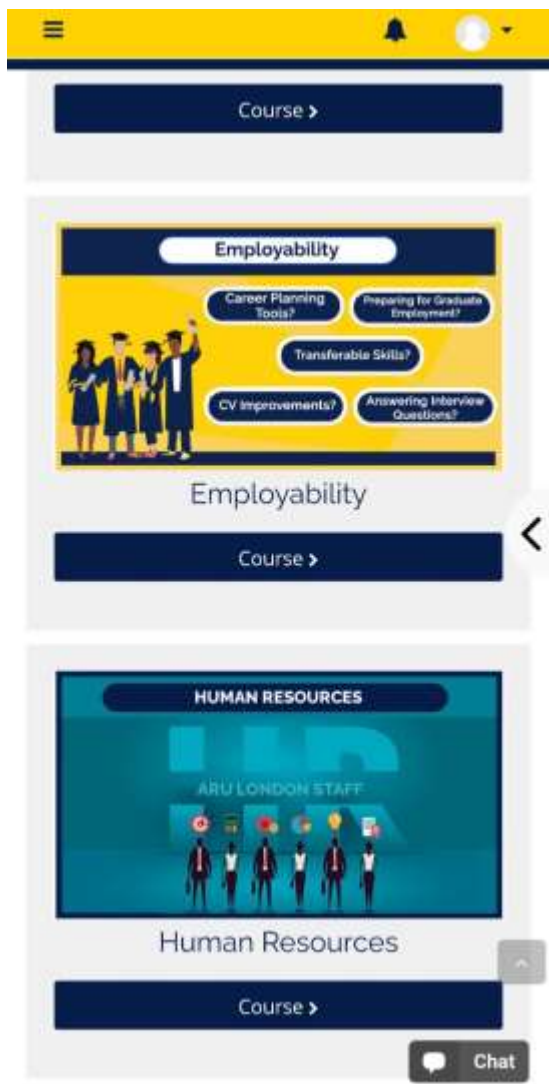 Course >
Employability
Career Planning
Tools?
Preparing for Graduate
Employment?
Transferable Skills?
CV Improvements?
Answering Interview
Questions?
Employability
Course >
HUMAN RESOURCES
HR
ARU LONDON STAFF
Human Resources
Course >
Chat